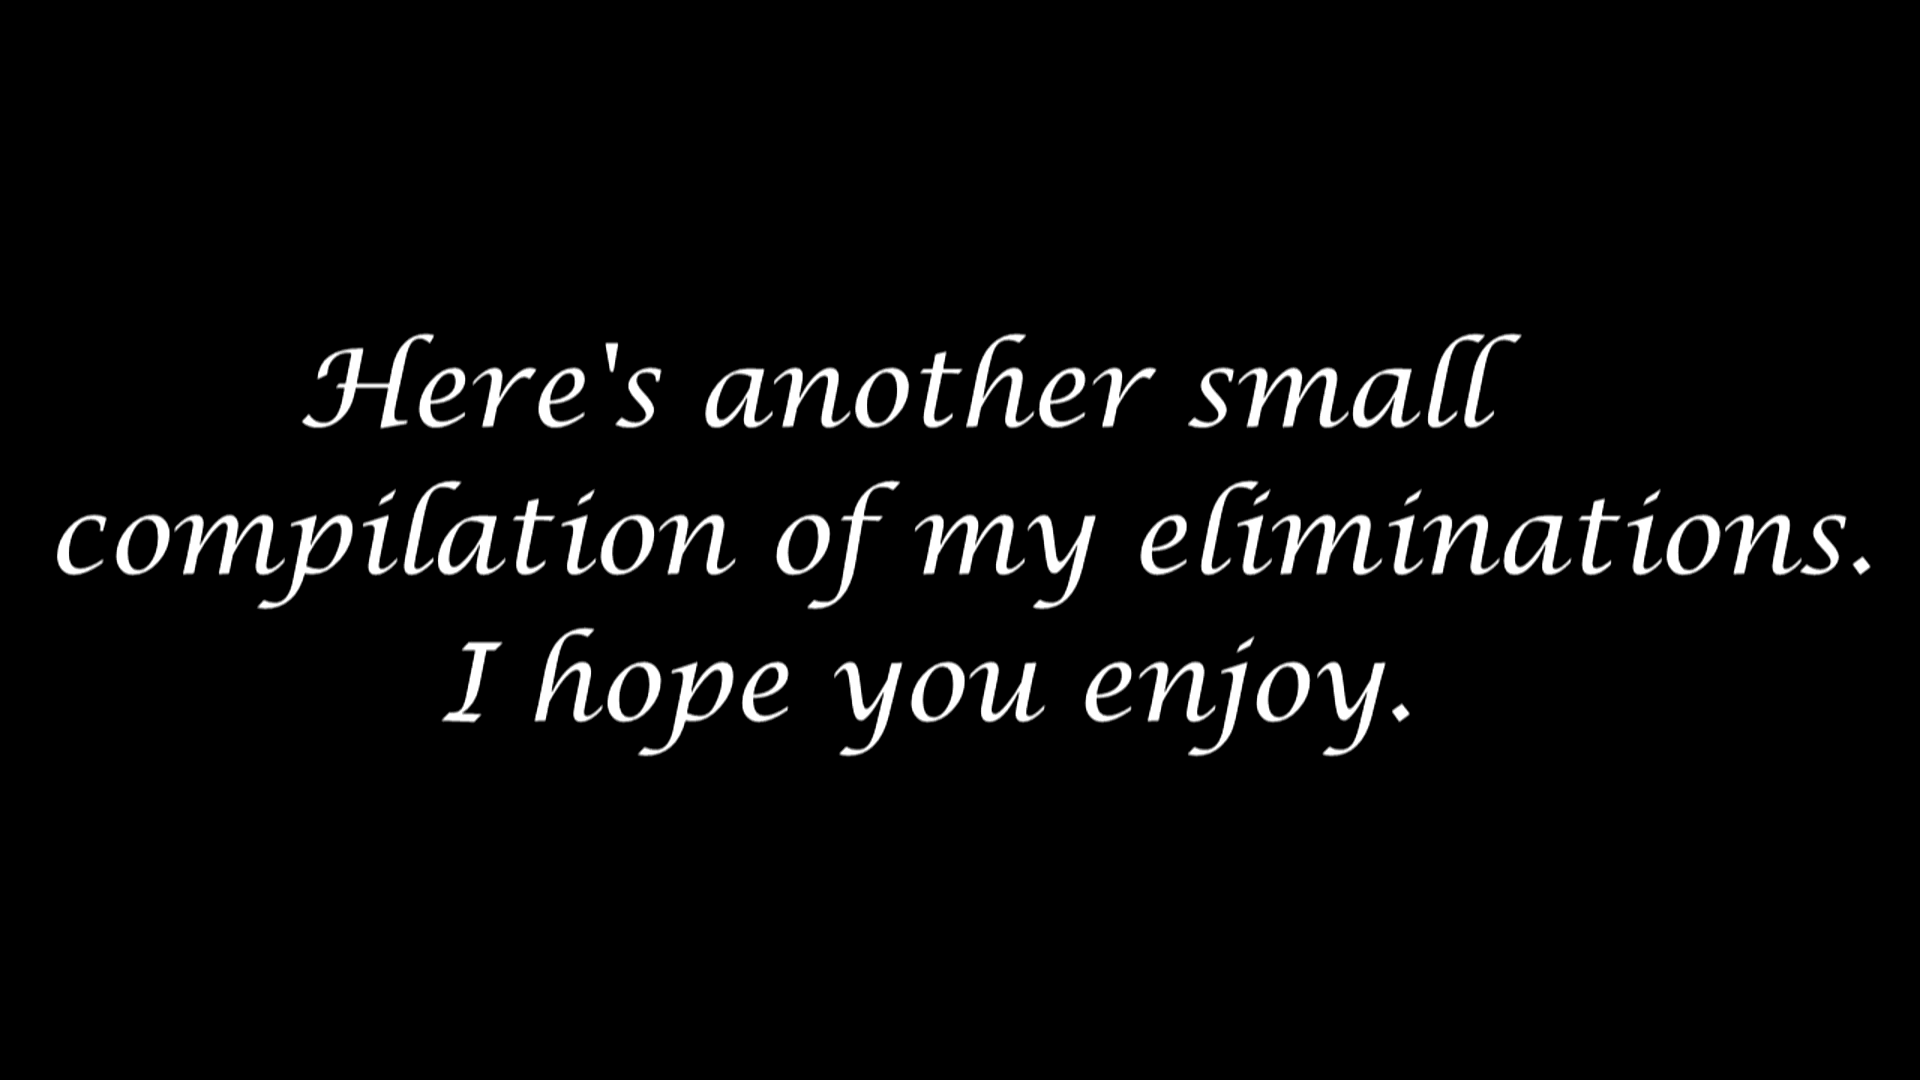 Here's another small
compilation of my eliminations.
I hope you enjoy.